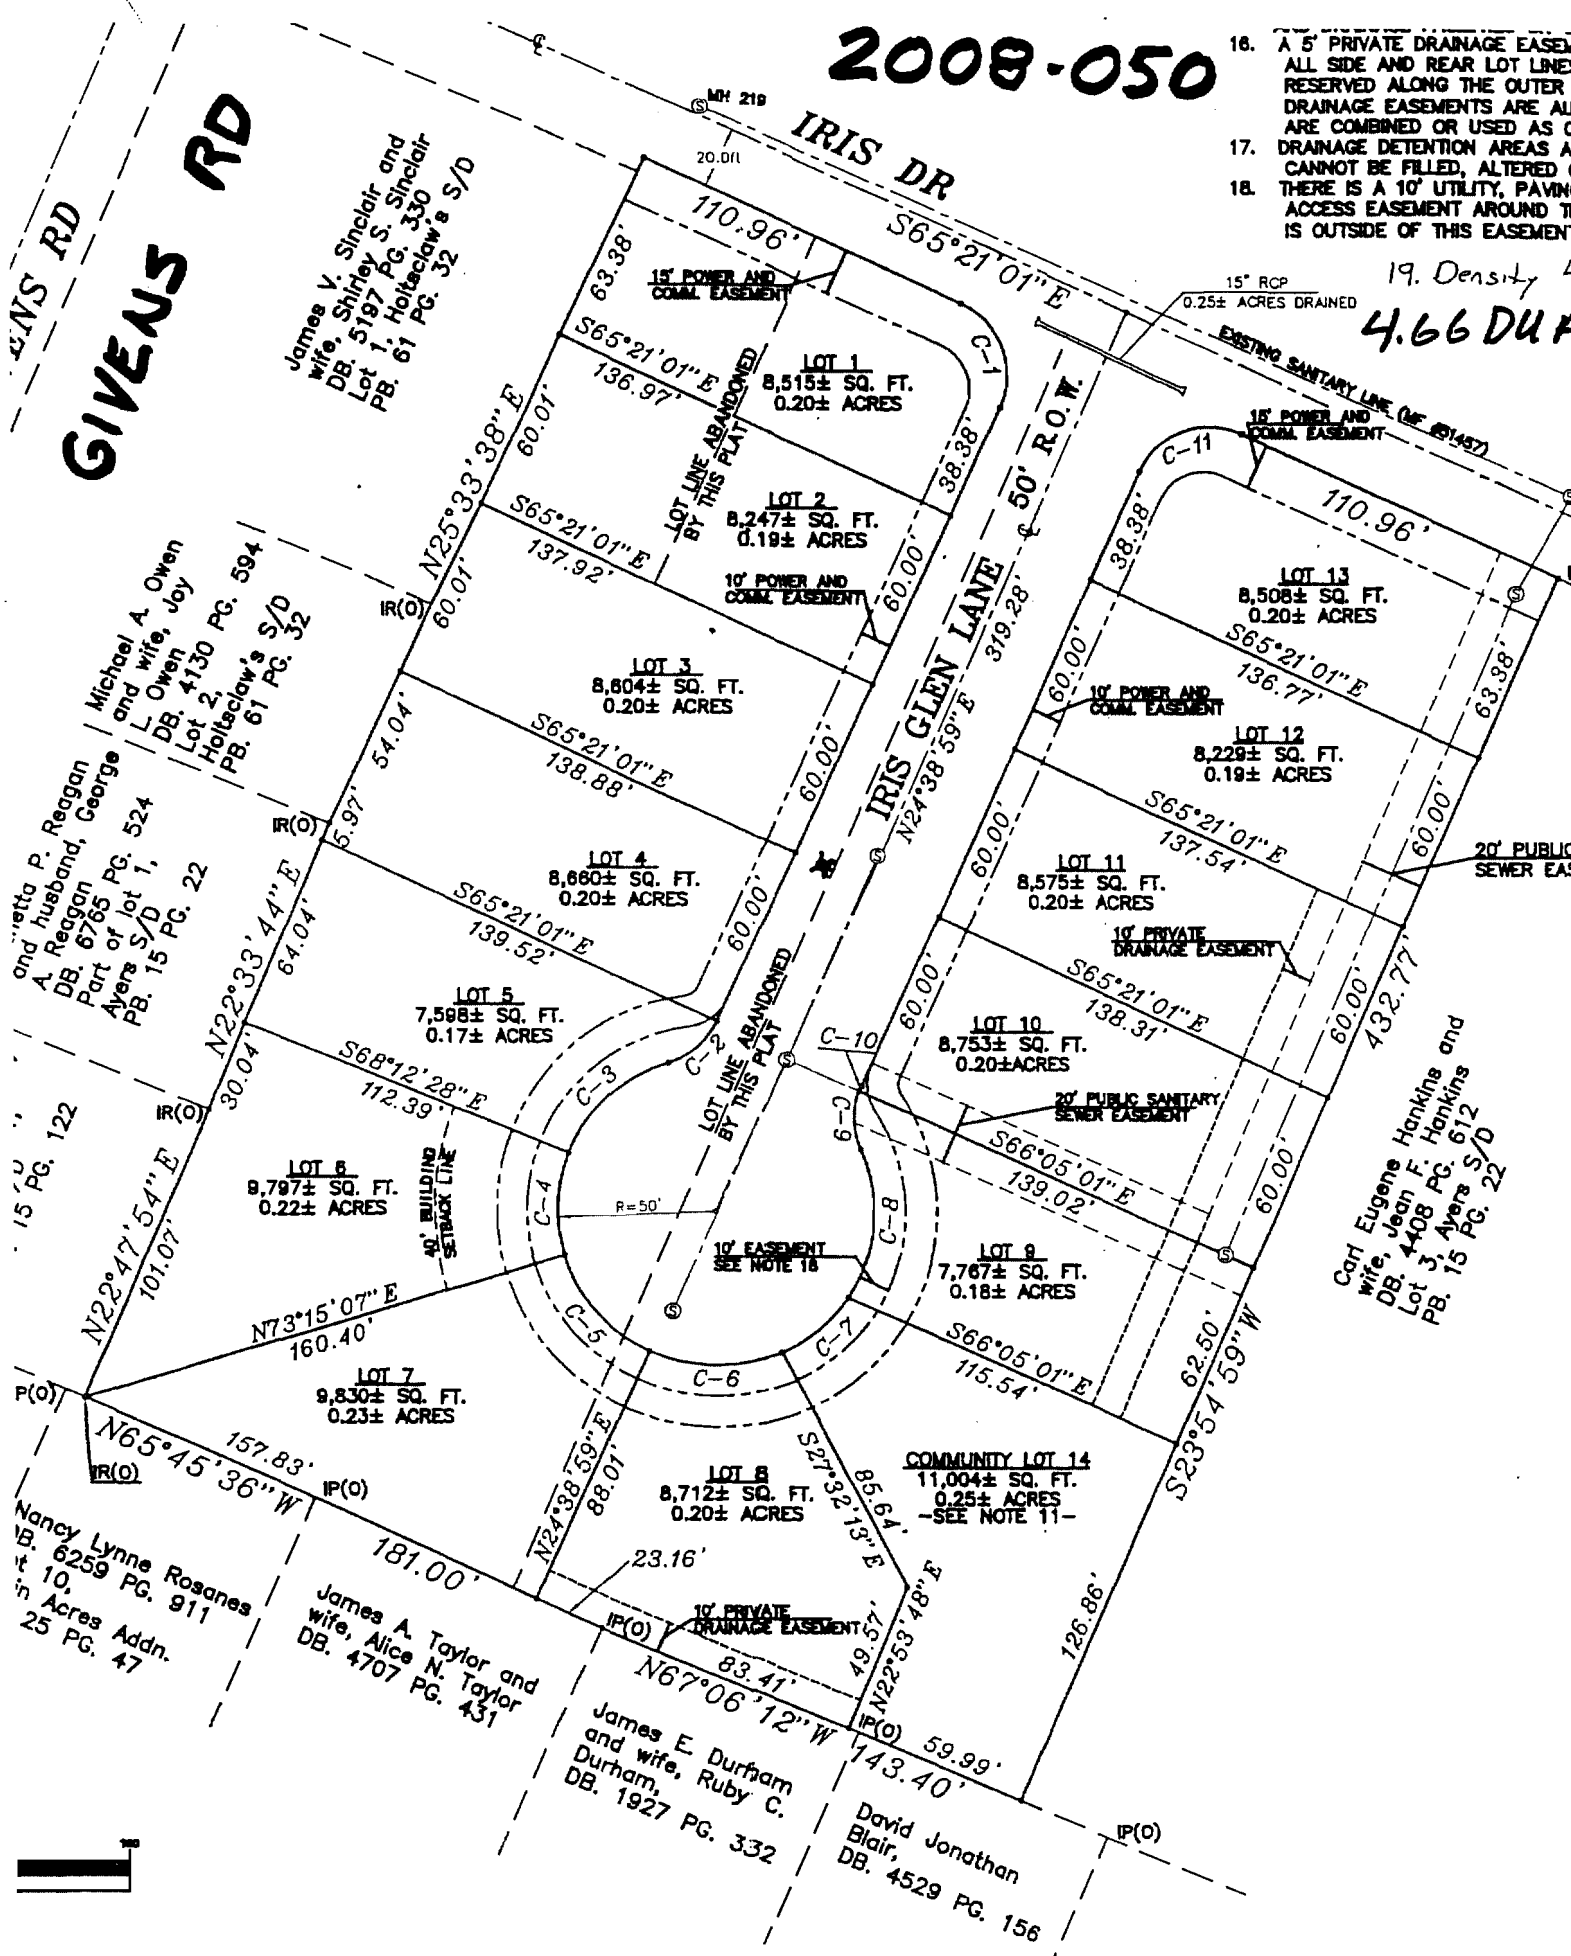 2008-050
16. A 5' PRIVATE DRAINAGE
ALL SIDE AND REAR LOT LINES
RESERVED ALONG THE OUTER
DRAINAGE EASEMENTS ARE
ARE COMBINED OR USED AS
17. DRAINAGE DETENTION AREAS
CANNOT BE FILLED, ALTERED
18. THERE IS A 10' UTILITY,
ACCESS EASEMENT AROUND
IS OUTSIDE OF THIS EASEMENT
19. Density
4.66 DU
GIVENS RD
RD
MH 219
IRIS DR
20.0ft
110.96'
S65°21'01"E
15" RCP
0.25± ACRES DRAINED
EXISTING SANITARY LINE
James V. Sinclair and
wife, Shirley S. Sinclair
DB. 5197 PG. 330
Lot 1, Holtsclaw's S/D
PB. 61 PG. 32
63.38'
15' POWER AND
COMM. EASEMENT
C-1
LOT 1
8,515± SQ. FT.
0.20± ACRES
S65°21'01"E
136.97'
60.01'
N25°33'38"E
38.38'
LOT LINE ABANDONED
BY THIS PLAT
LOT 2
8,247± SQ. FT.
0.19± ACRES
S65°21'01"E
137.92'
60.01'
60.00'
IR(O)
10' POWER AND
COMM. EASEMENT
50' R.O.W.
IRIS GLEN LANE
319.28'
N24°38'59"E
15' POWER AND
COMM. EASEMENT
C-11
110.96'
38.38'
LOT 13
8,508± SQ. FT.
0.20± ACRES
S65°21'01"E
136.77'
63.38'
Michael A. Owen
and wife, Joy
L. Owen
DB. 4130 PG. 594
Lot 2,
Holtsclaw's S/D
PB. 61 PG. 32
LOT 3
8,604± SQ. FT.
0.20± ACRES
S65°21'01"E
138.88'
54.04'
60.00'
60.00'
10' POWER AND
COMM. EASEMENT
LOT 12
8,229± SQ. FT.
0.19± ACRES
S65°21'01"E
137.54'
60.00'
20' PUBLIC
SEWER
P. Reagan
and husband, George
A. Reagan
DB. 6765 PG. 524
Part of lot 1,
Ayers S/D
PB. 15 PG. 22
IR(O)
5.97'
LOT 4
8,660± SQ. FT.
0.20± ACRES
S65°21'01"E
139.52'
60.00'
60.00'
LOT 11
8,575± SQ. FT.
0.20± ACRES
10' PRIVATE
DRAINAGE EASEMENT
S65°21'01"E
138.31'
60.00'
432.77'
N22°33'44"E
64.04'
LOT 5
7,598± SQ. FT.
0.17± ACRES
C-2
C-3
LOT LINE ABANDONED
BY THIS PLAT
C-10
60.00'
LOT 10
8,753± SQ. FT.
0.20±ACRES
20' PUBLIC SANITARY
SEWER EASEMENT
C-9
S66°05'01"E
139.02'
60.00'
Carl Eugene Hankins and
wife, Jean F. Hankins
DB. 4408 PG. 612
Lot 3, Ayers S/D
PB. 15 PG. 22
IR(O)
30.04'
S68°12'28"E
112.39'
15 PG. 122
LOT 6
9,797± SQ. FT.
0.22± ACRES
40' BUILDING
SETBACK LINE
C-4
R=50'
C-8
10' EASEMENT
SEE NOTE 18
LOT 9
7,767± SQ. FT.
0.18± ACRES
N22°47'54"E
101.07'
N73°15'07"E
160.40'
C-5
C-6
C-7
S66°05'01"E
115.54'
62.50'
S23°54'59"W
P(O)
IR(O)
LOT 7
9,830± SQ. FT.
0.23± ACRES
N65°45'36"W
157.83'
IP(O)
181.00'
N24°38'59"E
88.01'
LOT 8
8,712± SQ. FT.
0.20± ACRES
S27°32'13"E
85.64'
COMMUNITY LOT 14
11,004± SQ. FT.
0.25± ACRES
-SEE NOTE 11-
23.16'
IP(O)
10' PRIVATE
DRAINAGE EASEMENT
49.57'
N22°53'48"E
126.86'
83.41'
N67°06'12"W
IP(O)
59.99'
143.40'
IP(O)
Nancy Lynne Rosanes
6259 PG. 911
10,
Acres Addn.
25 PG. 47
James A. Taylor and
wife, Alice N. Taylor
DB. 4707 PG. 431
James E. Durham
and wife, Ruby C.
Durham,
DB. 1927 PG. 332
David Jonathan
Blair,
DB. 4529 PG. 156